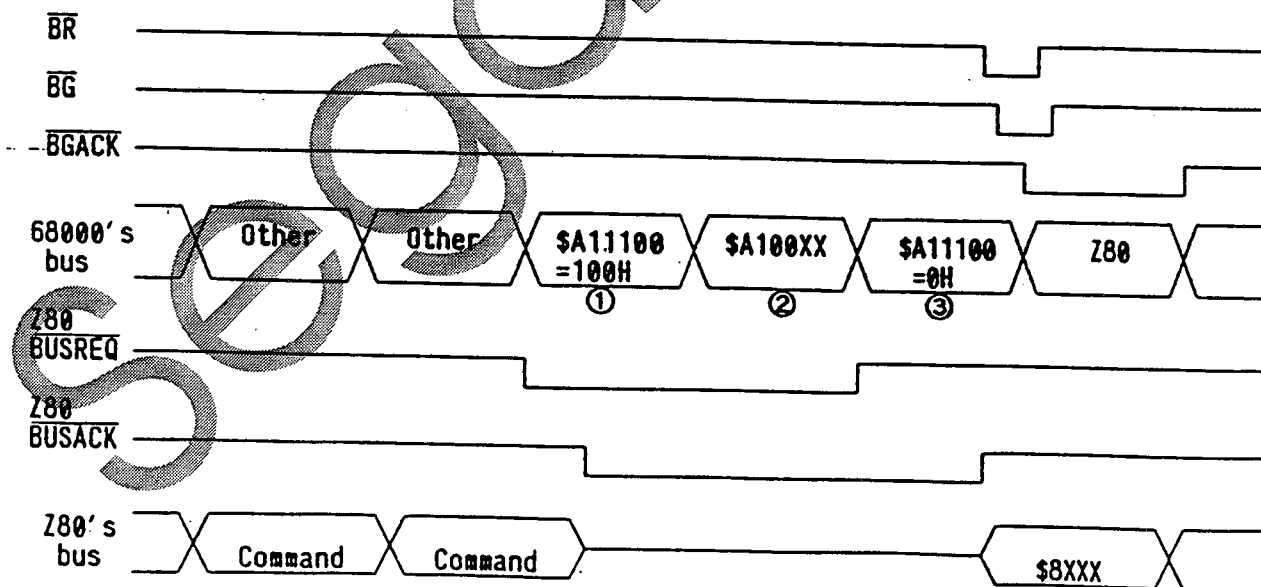 BR
BG
BGACK
68000's bus
Other
Other
$A11100 =100H
①
$A100XX
②
$A11100 =0H
③
Z80
Z80 BUSREQ
Z80 BUSACK
Z80's bus
Command
Command
$8XXX